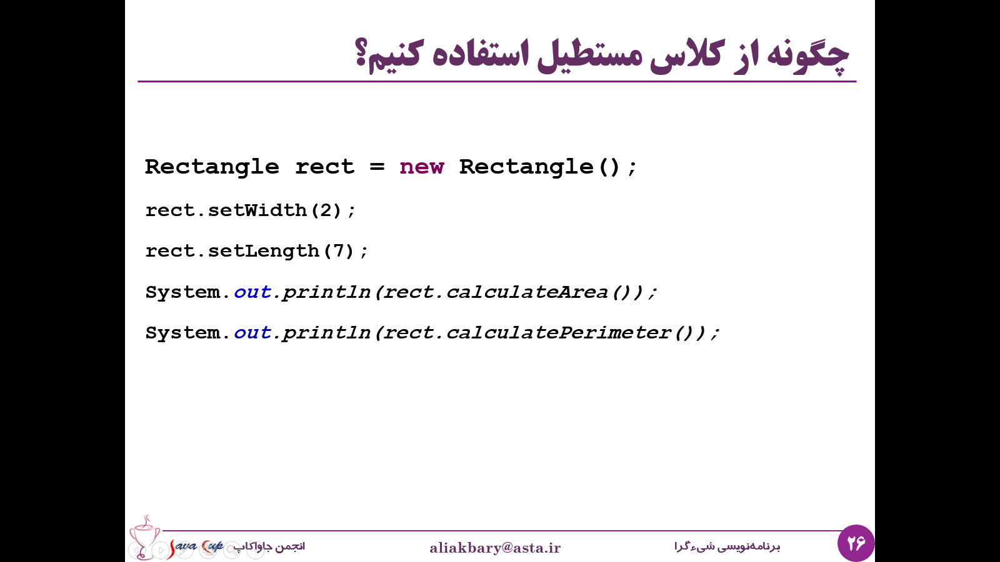 چگونه از کلاس مستطیل استفاده کنیم؟
Rectangle rect = new Rectangle();
rect.setWidth(2);
rect.setLength(7);
System.out.println(rect.calculateArea());
System.out.println(rect.calculatePerimeter());
۲۶
برنامه‌نویسی شیءگرا
aliakbary@asta.ir
انجمن جاواکاپ
Java Cup